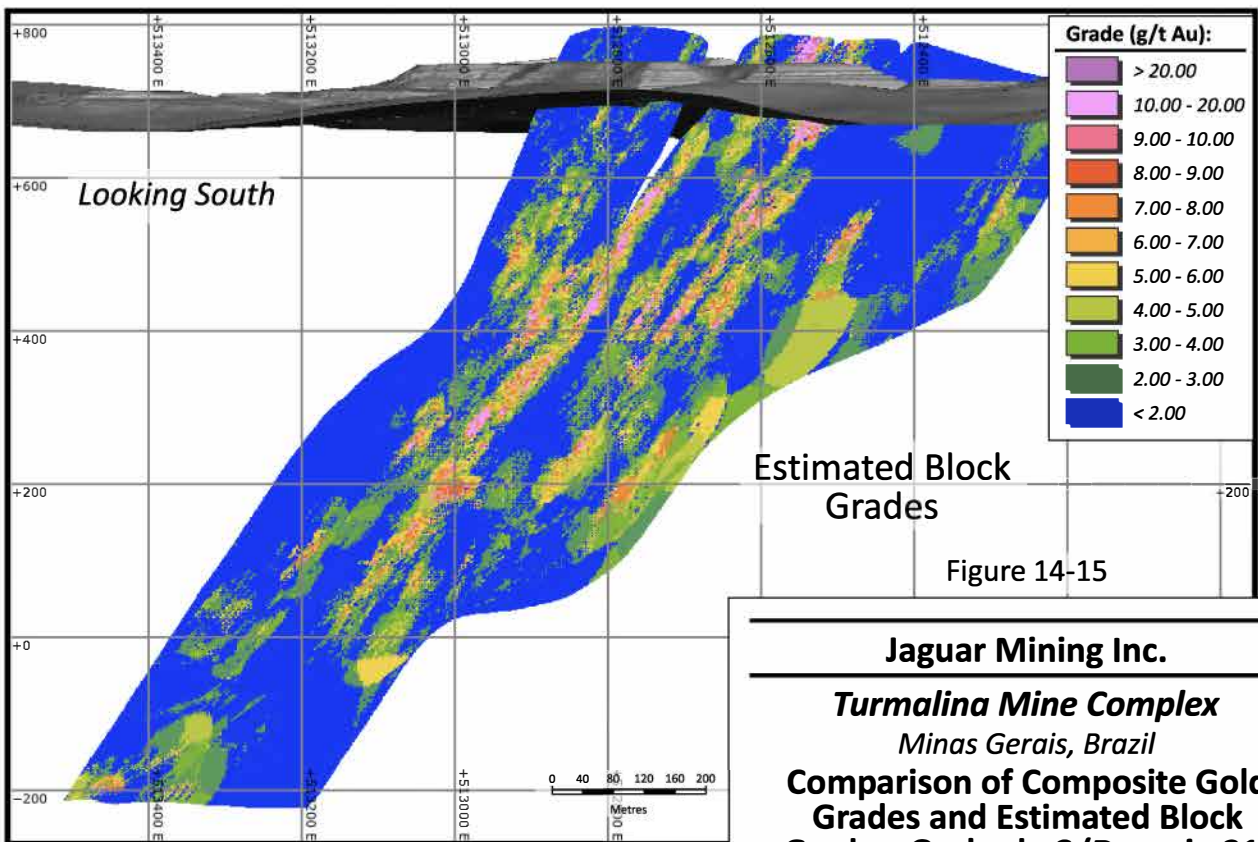 +513400 E
+513200 E
+513000 E
+800
+600
+400
+200
+0
−200
Looking South
Grade (g/t Au):
> 20.00
10.00 - 20.00
9.00 - 10.00
8.00 - 9.00
7.00 - 8.00
6.00 - 7.00
5.00 - 6.00
4.00 - 5.00
3.00 - 4.00
2.00 - 3.00
< 2.00
Estimated Block
Grades
+200
Figure 14-15
+513400 E
+513200 E
+513000 E
0 40 80 120 160 200
Metres
Jaguar Mining Inc.
Turmalina Mine Complex
Minas Gerais, Brazil
Comparison of Composite Gold
Grades and Estimated Block